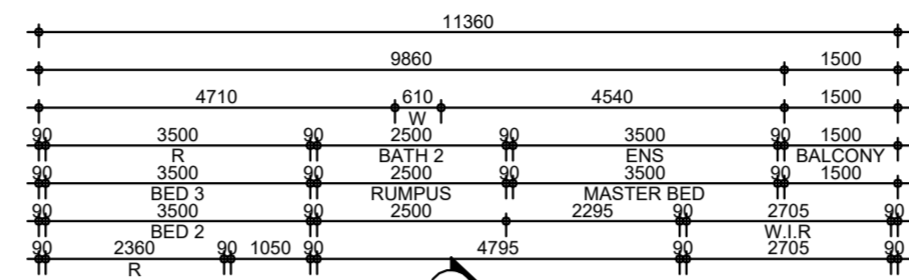 11360
9860 1500
4710 610 4540 1500
W
90 3500 90 2500 90 3500 90 1500
R BATH 2 ENS BALCONY
90 3500 90 2500 90 3500 90 1500
BED 3 RUMPUS MASTER BED
90 3500 90 2500 2295 90 2705 90
BED 2 W.I.R
90 2360 90 1050 90 4795 90 2705 90
R